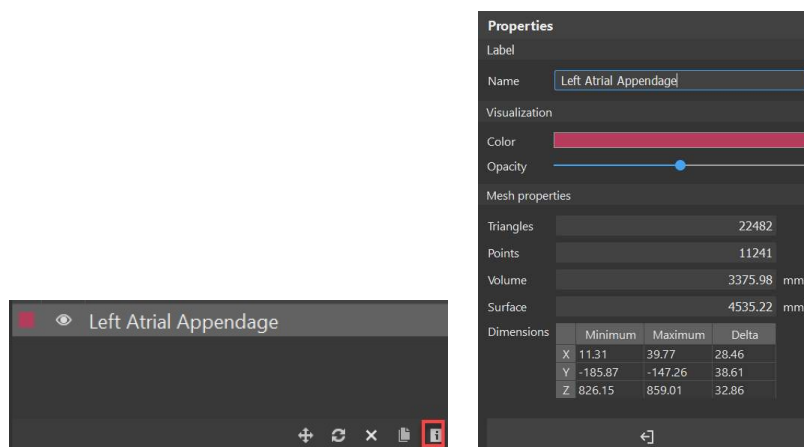 Left Atrial Appendage
Properties
Label
Name Left Atrial Appendage
Visualization
Color
Opacity
Mesh properties
Triangles 22482
Points 11241
Volume 3375.98 mm
Surface 4535.22 mm
Dimensions Minimum Maximum Delta
X 11.31 39.77 28.46
Y -185.87 -147.26 38.61
Z 826.15 859.01 32.86